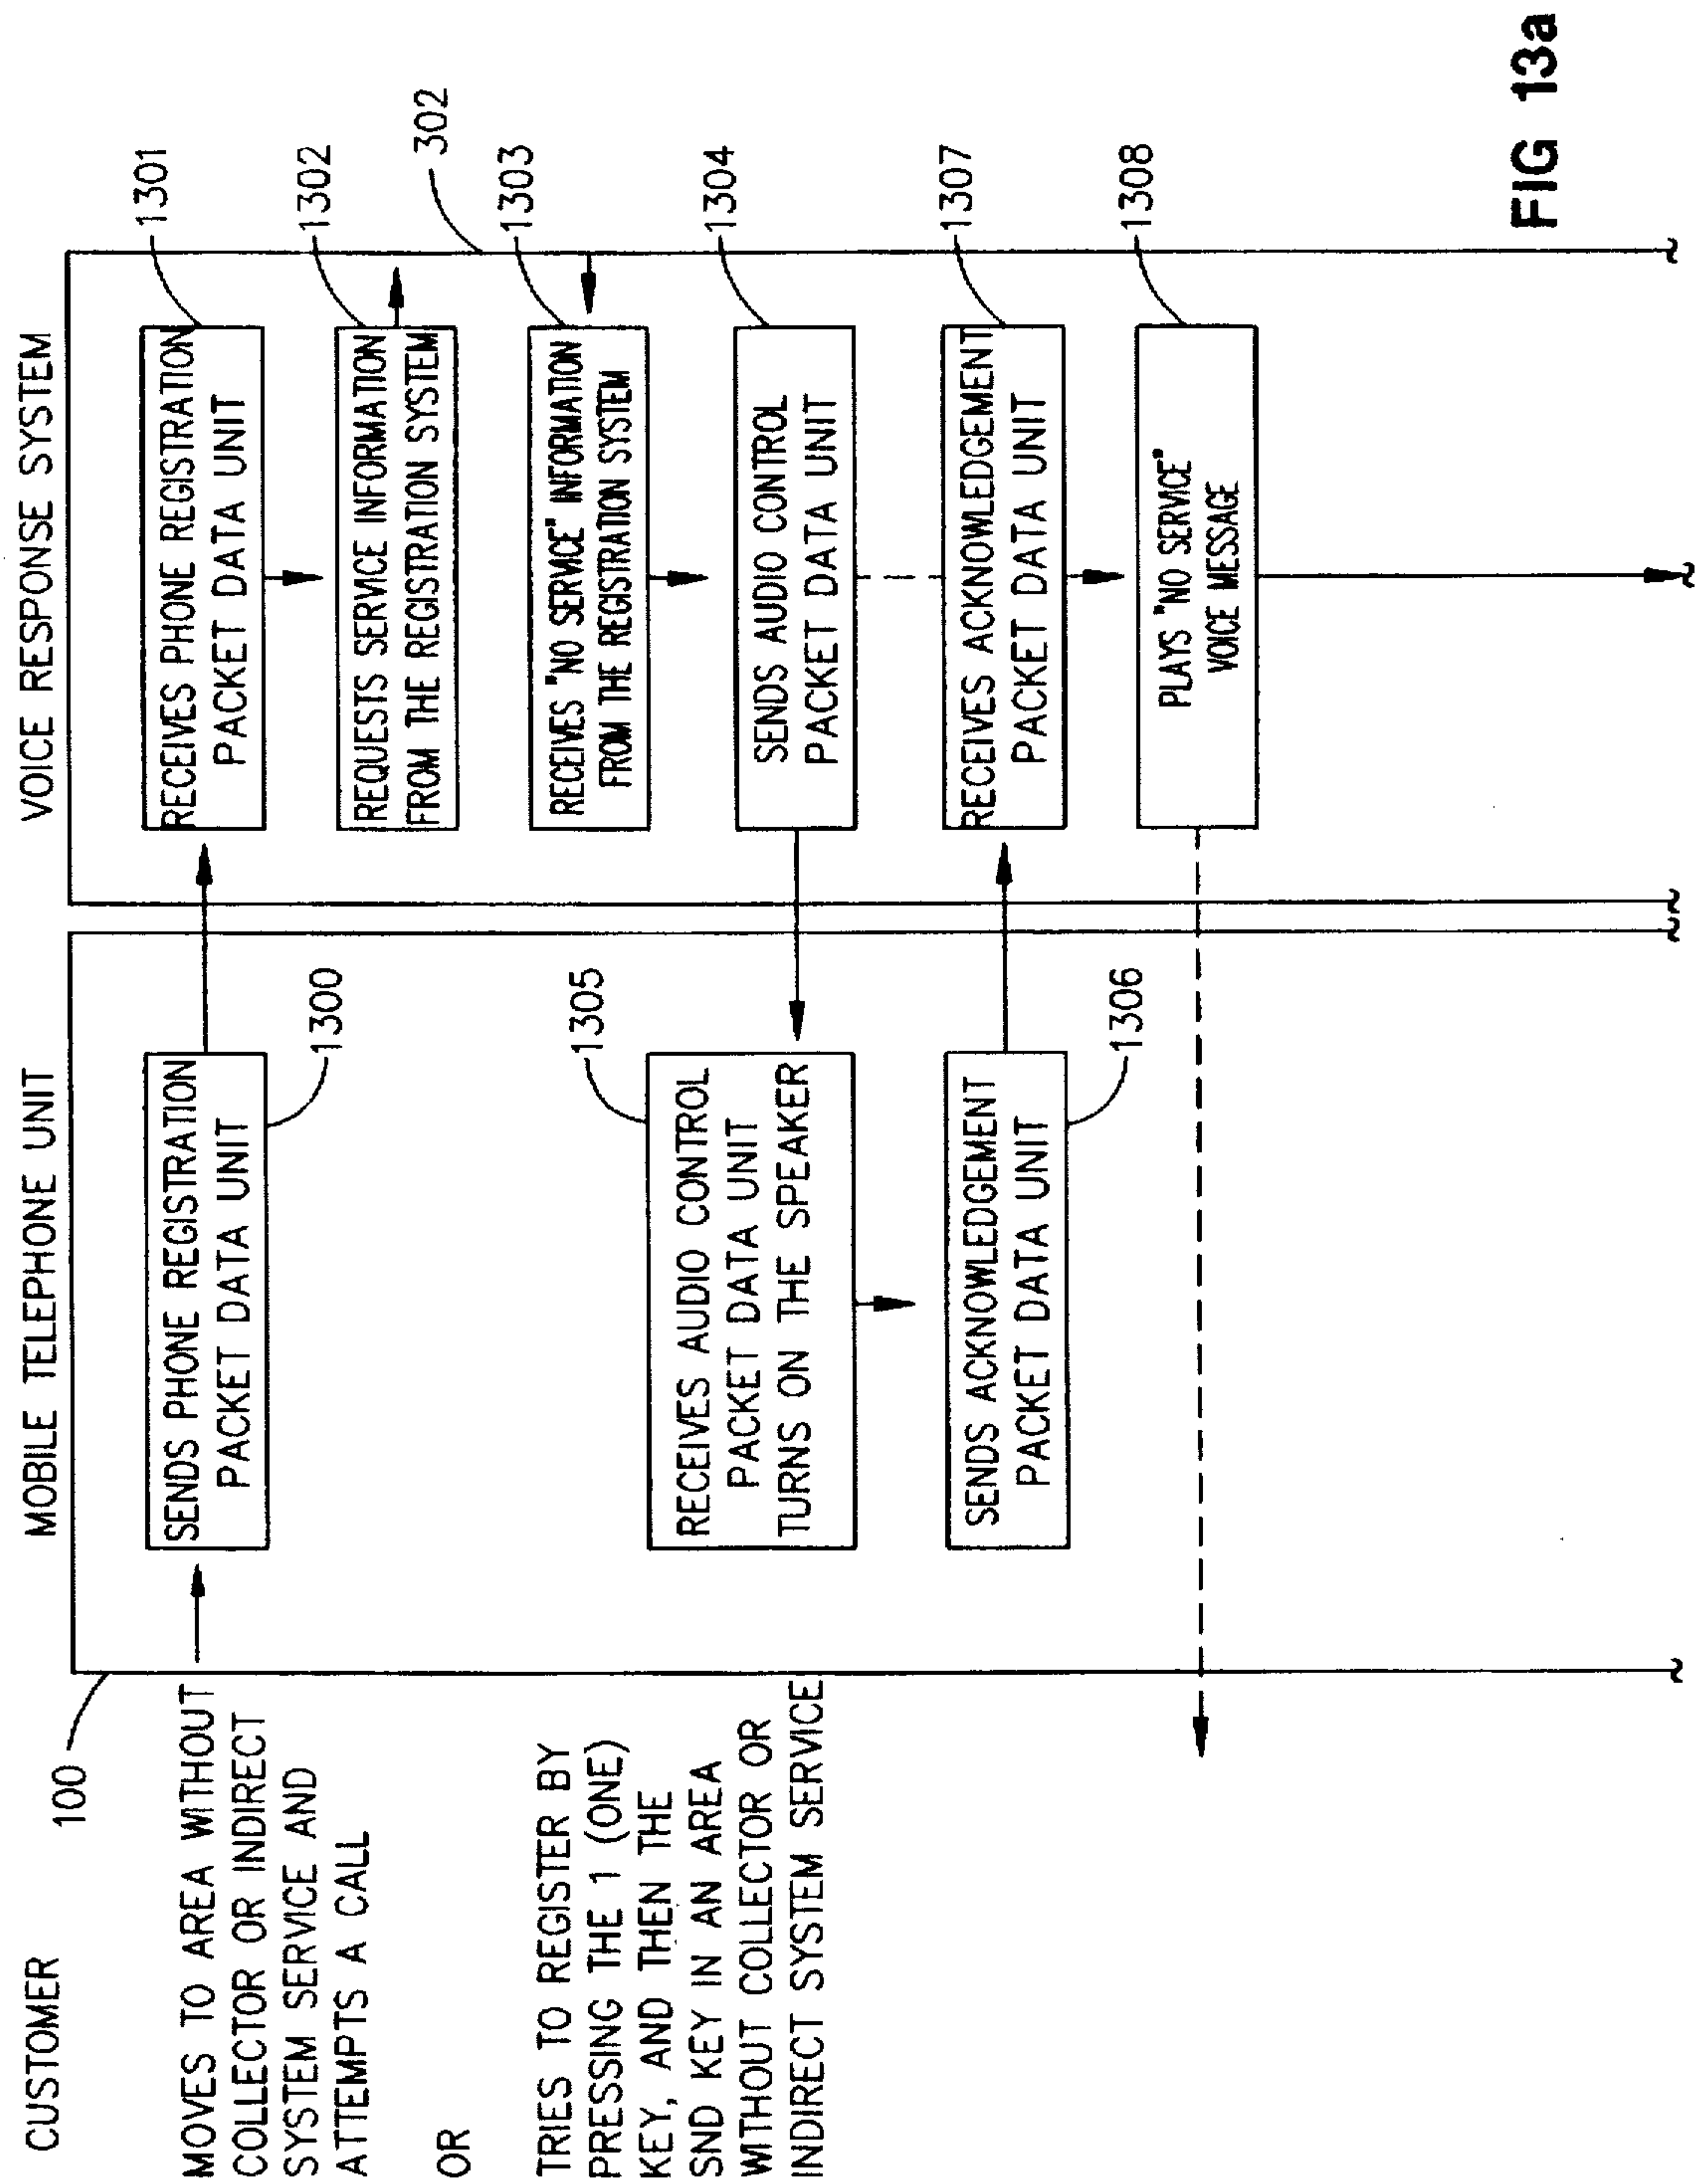 CUSTOMER
100
MOVES TO AREA WITHOUT
COLLECTOR OR INDIRECT
SYSTEM SERVICE AND
ATTEMPTS A CALL
OR
TRIES TO REGISTER BY
PRESSING THE 1 (ONE)
KEY, AND THEN THE
SND KEY IN AN AREA
WITHOUT COLLECTOR OR
INDIRECT SYSTEM SERVICE
MOBILE TELEPHONE UNIT
SENDS PHONE REGISTRATION
PACKET DATA UNIT
1300
1305
RECEIVES AUDIO CONTROL
PACKET DATA UNIT
TURNS ON THE SPEAKER
SENDS ACKNOWLEDGEMENT
PACKET DATA UNIT
1306
VOICE RESPONSE SYSTEM
RECEIVES PHONE REGISTRATION
PACKET DATA UNIT
1301
REQUESTS SERVICE INFORMATION
FROM THE REGISTRATION SYSTEM
1302
302
RECEIVES "NO SERVICE" INFORMATION
FROM THE REGISTRATION SYSTEM
1303
SENDS AUDIO CONTROL
PACKET DATA UNIT
1304
RECEIVES ACKNOWLEDGEMENT
PACKET DATA UNIT
1307
PLAYS "NO SERVICE"
VOICE MESSAGE
1308
FIG 13a